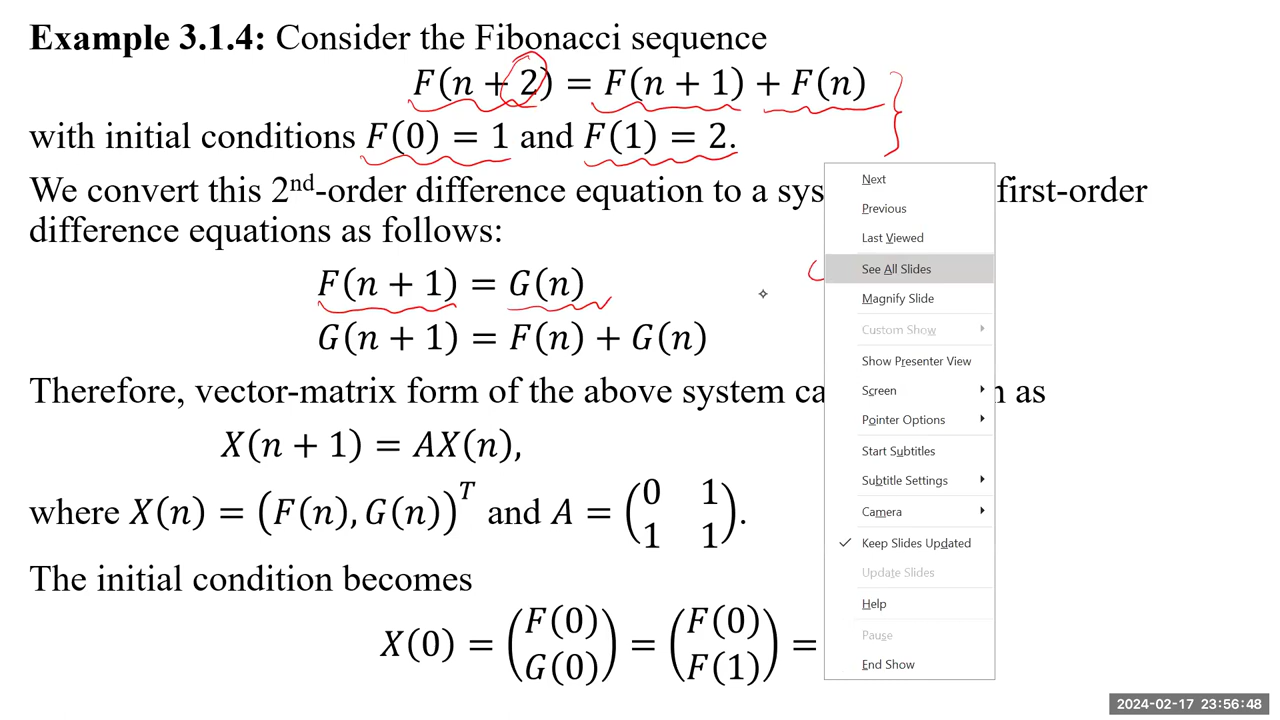 Example 3.1.4: Consider the Fibonacci sequence
F(n + 2) = F(n + 1) + F(n)
with initial conditions F(0) = 1 and F(1) = 2.
We convert this 2nd-order difference equation to a first-order
difference equations as follows:
F(n + 1) = G(n)
G(n + 1) = F(n) + G(n)
Therefore, vector-matrix form of the above system as
X(n + 1) = AX(n),
where X(n) = (F(n), G(n))^T and A = (0 1
1 1).
The initial condition becomes
X(0) = (F(0) G(0)) = (F(0) F(1)) =
Next
Previous
Last Viewed
See All Slides
Magnify Slide
Custom Show
Show Presenter View
Screen
Pointer Options
Start Subtitles
Subtitle Settings
Camera
Keep Slides Updated
Update Slides
Help
Pause
End Show
2024-02-17 23:56:48